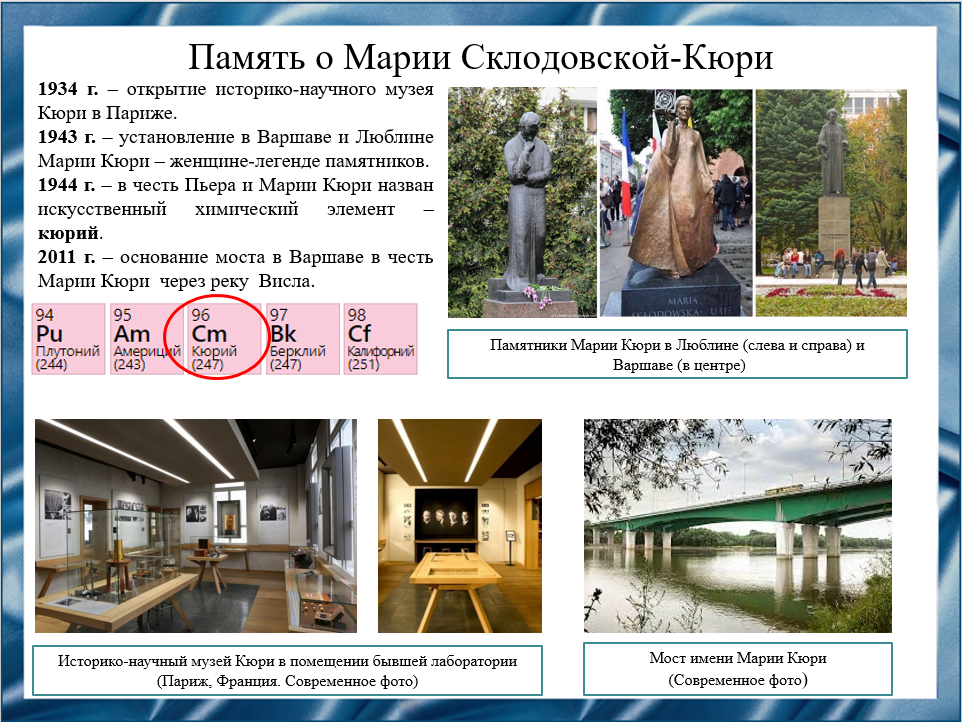 Память о Марии Склодовской-Кюри
1934 г. – открытие историко-научного музея
Кюри в Париже.
1943 г. – установление в Варшаве и Люблине
Марии Кюри – женщине-легенде памятников.
1944 г. – в честь Пьера и Марии Кюри назван
искусственный химический элемент –
кюрий.
2011 г. – основание моста в Варшаве в честь
Марии Кюри через реку Висла.
94
Pu
Плутоний
(244)
95
Am
Америций
(243)
96
Cm
Кюрий
(247)
97
Bk
Берклий
(247)
98
Cf
Калифорний
(251)
MARIA
SKŁODOWSKA-CURIE
Памятники Марии Кюри в Люблине (слева и справа) и
Варшаве (в центре)
Историко-научный музей Кюри в помещении бывшей лаборатории
(Париж, Франция. Современное фото)
Мост имени Марии Кюри
(Современное фото)